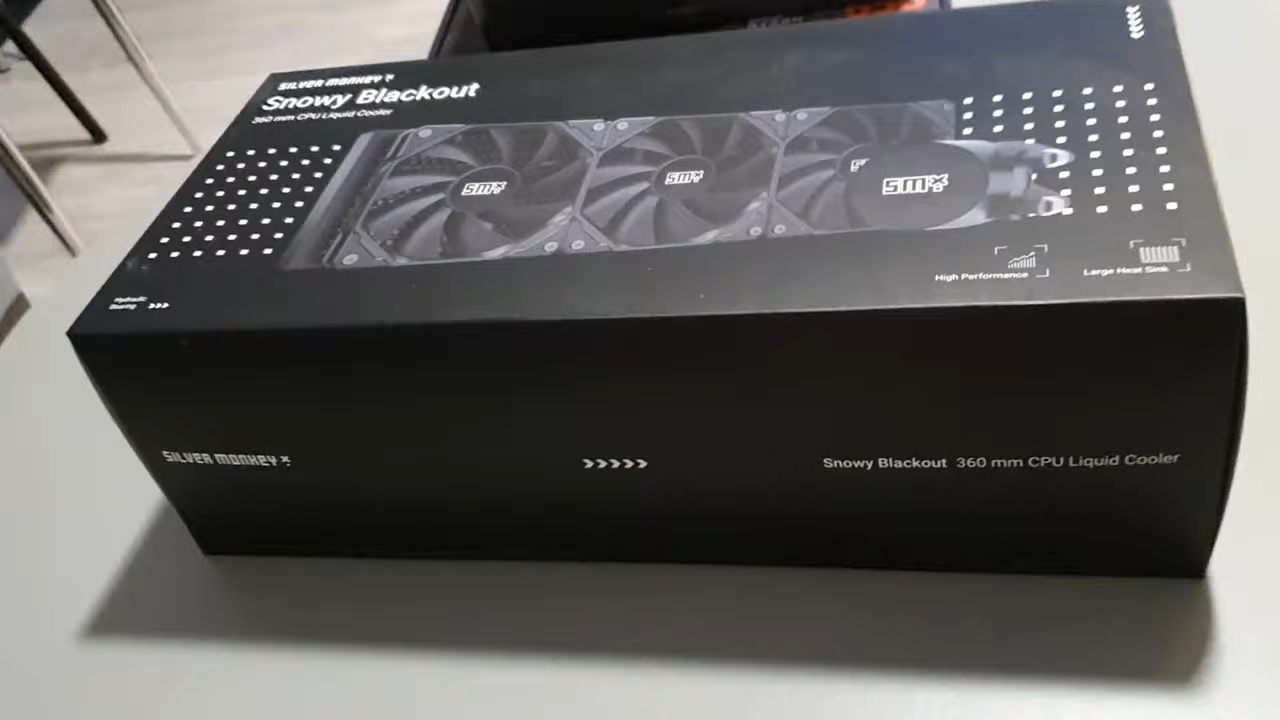 SILVER MONKEY X
Snowy Blackout
360 mm CPU Liquid Cooler
SMX
SMX
SMX
High Performance
Large Heat Sink
Hydraulic
Bearing
SILVER MONKEY X
Snowy Blackout 360 mm CPU Liquid Cooler